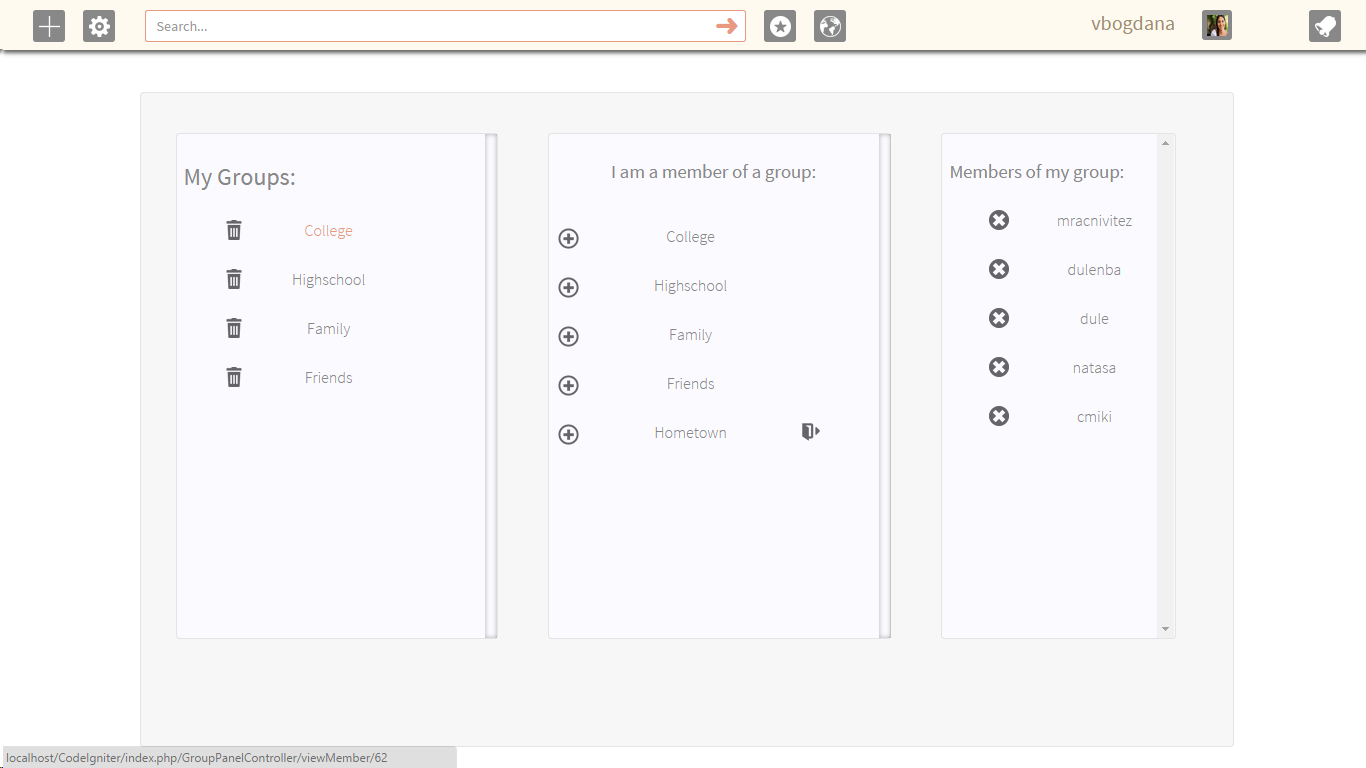 Search...
vbogdana
My Groups:
College
Highschool
Family
Friends
I am a member of a group:
College
Highschool
Family
Friends
Hometown
Members of my group:
mracnivitez
dulenba
dule
natasa
cmiki
localhost/CodeIgniter/index.php/GroupPanelController/viewMember/62